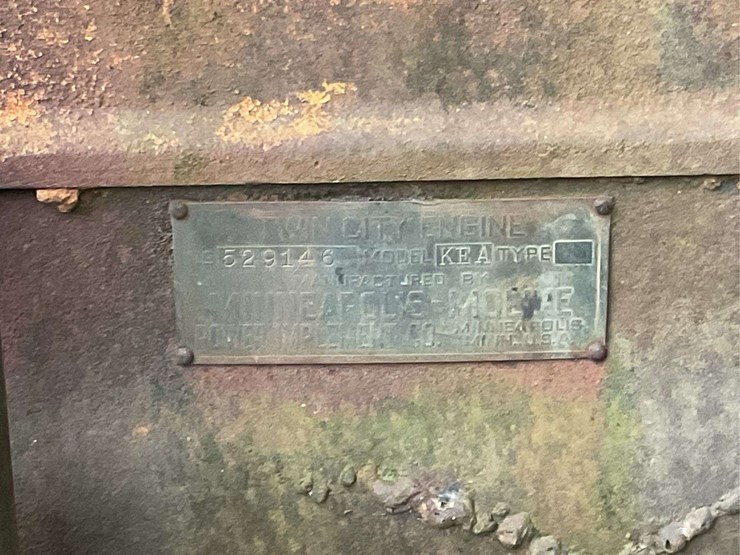 TWIN CITY ENGINE
529146 MODEL KEA TYPE
MANUFACTURED BY
MINNEAPOLIS-MOLINE
POWER IMPLEMENT CO. MINNEAPOLIS
MINN. U.S.A.